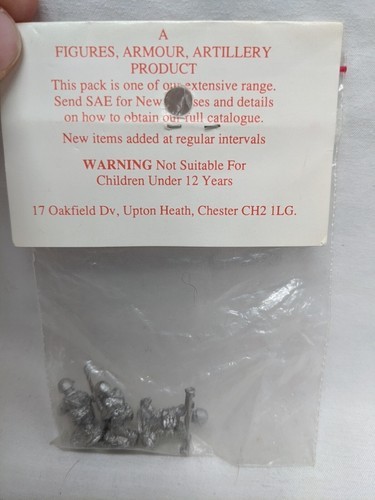 A
FIGURES, ARMOUR, ARTILLERY
PRODUCT
This pack is one of our extensive range.
Send SAE for New ses and details
on how to obtain our full catalogue.
New items added at regular intervals
WARNING Not Suitable For
Children Under 12 Years
17 Oakfield Dv, Upton Heath, Chester CH2 1LG.